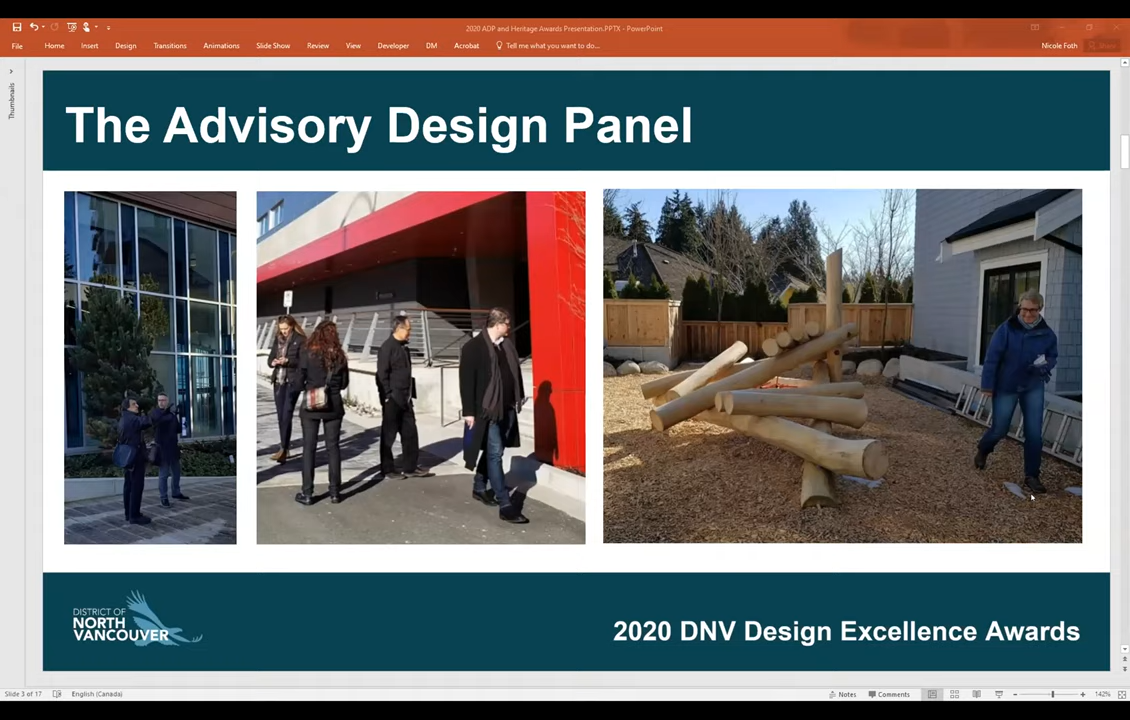 2020 ADP and Heritage Awards Presentation.PPTX - PowerPoint
File Home Insert Design Transitions Animations Slide Show Review View Developer DM Acrobat Tell me what you want to do... Nicole Foth Share
Thumbnails
The Advisory Design Panel
DISTRICT OF
NORTH
VANCOUVER
2020 DNV Design Excellence Awards
Slide 3 of 17 English (Canada) Notes Comments 142%